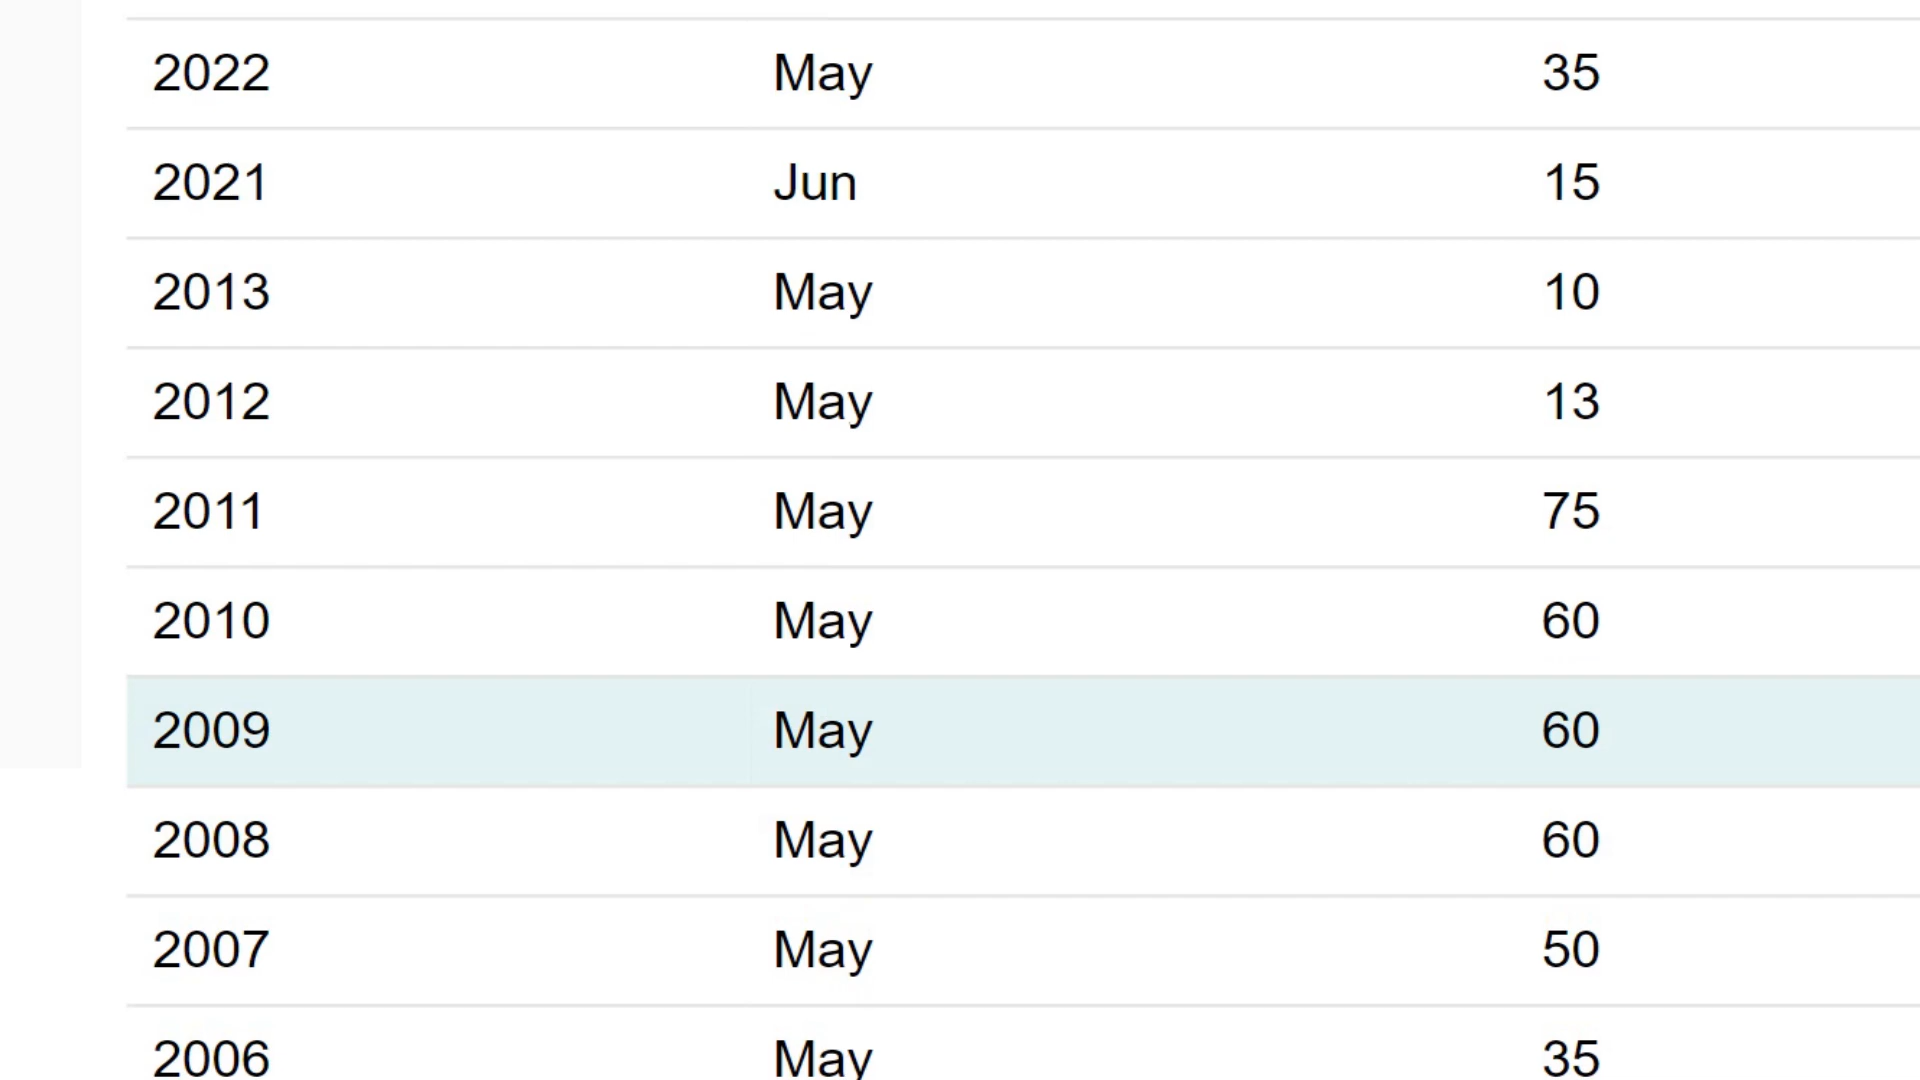 2022 May 35
2021 Jun 15
2013 May 10
2012 May 13
2011 May 75
2010 May 60
2009 May 60
2008 May 60
2007 May 50
2006 May 35